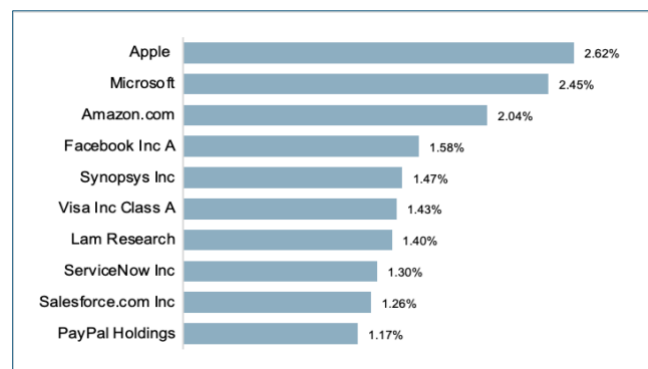 Apple 2.62%
Microsoft 2.45%
Amazon.com 2.04%
Facebook Inc A 1.58%
Synopsys Inc 1.47%
Visa Inc Class A 1.43%
Lam Research 1.40%
ServiceNow Inc 1.30%
Salesforce.com Inc 1.26%
PayPal Holdings 1.17%